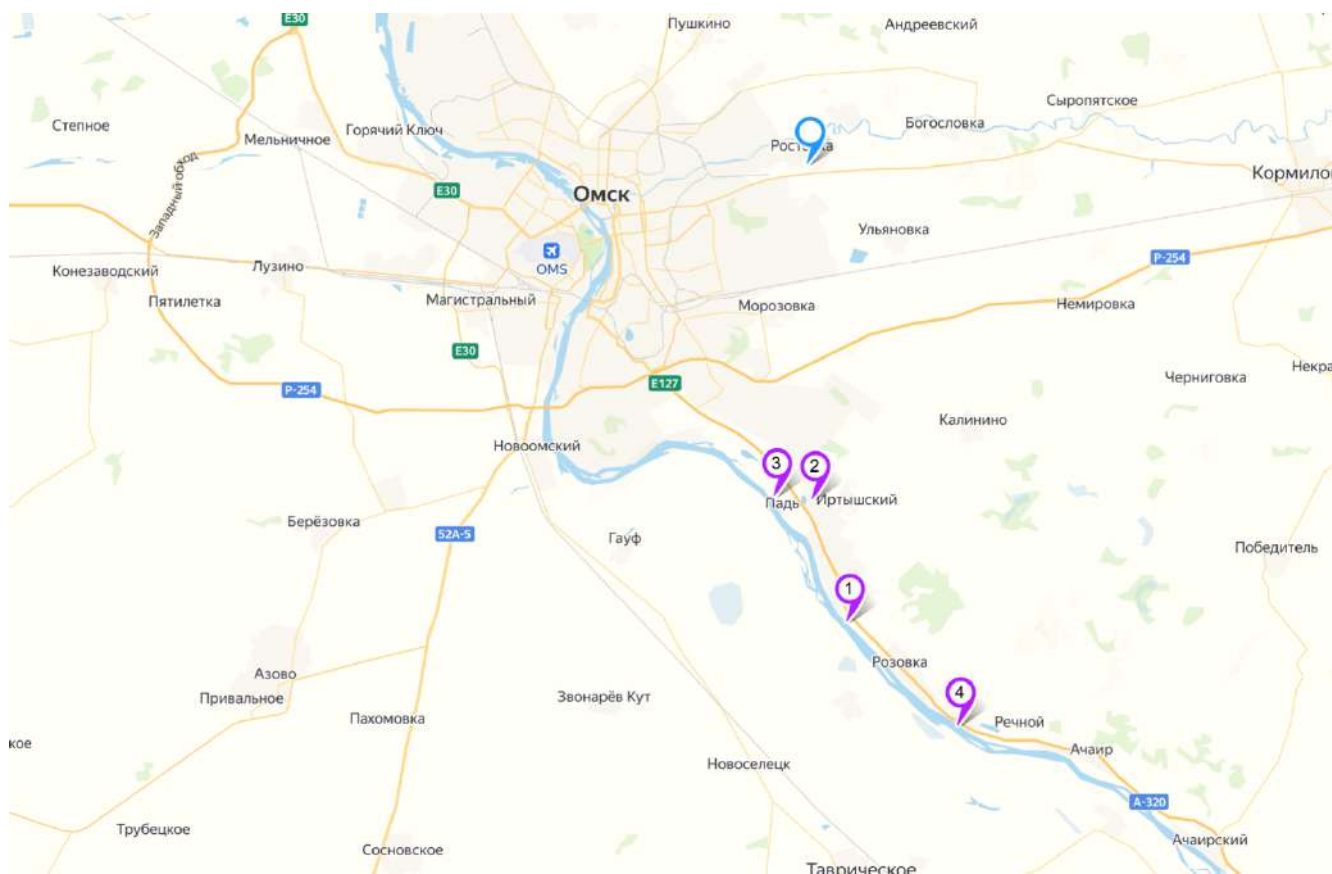 E30
Пушкино
Андреевский
Степное
Мельничное
Горячий Ключ
Сыропятское
Богословка
Омск
E30
Западный обход
Кормило
Ульяновка
OMS
P-254
Конезаводский
Лузино
Пятилетка
Магистральный
Морозовка
Немировка
E30
P-254
E127
Черниговка
Некра
Калинино
Новоомский
3
2
Падь
Иртышский
Берёзовка
52A-5
Гауф
Победитель
1
Розовка
Азово
Привальное
Звонарёв Кут
Пахомовка
4
Речной
кое
Ачаир
Новоселецк
A-320
Трубецкое
Сосновское
Ачаирский
Таврическое